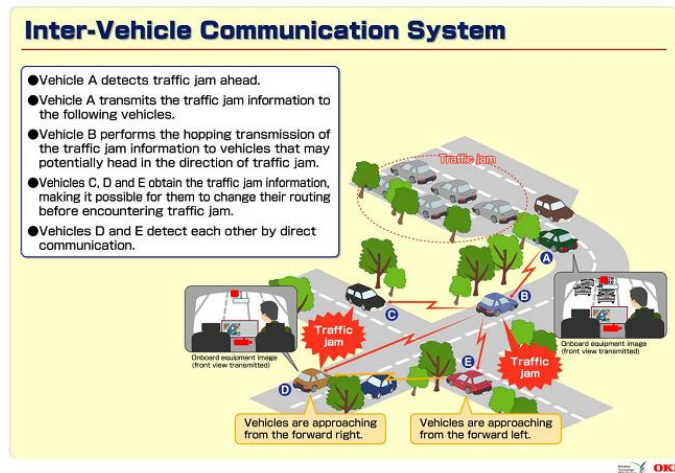 Inter-Vehicle Communication System
●Vehicle A detects traffic jam ahead.
●Vehicle A transmits the traffic jam information to
the following vehicles.
●Vehicle B performs the hopping transmission of
the traffic jam information to vehicles that may
potentially head in the direction of traffic jam.
●Vehicles C, D and E obtain the traffic jam information,
making it possible for them to change their routing
before encountering traffic jam.
●Vehicles D and E detect each other by direct
communication.
Traffic jam
A
B
C
Onboard equipment image
(front view transmitted)
Onboard equipment image
(front view transmitted)
Traffic
jam
Traffic
jam
D
E
Vehicles are approaching
from the forward right.
Vehicles are approaching
from the forward left.
OKI